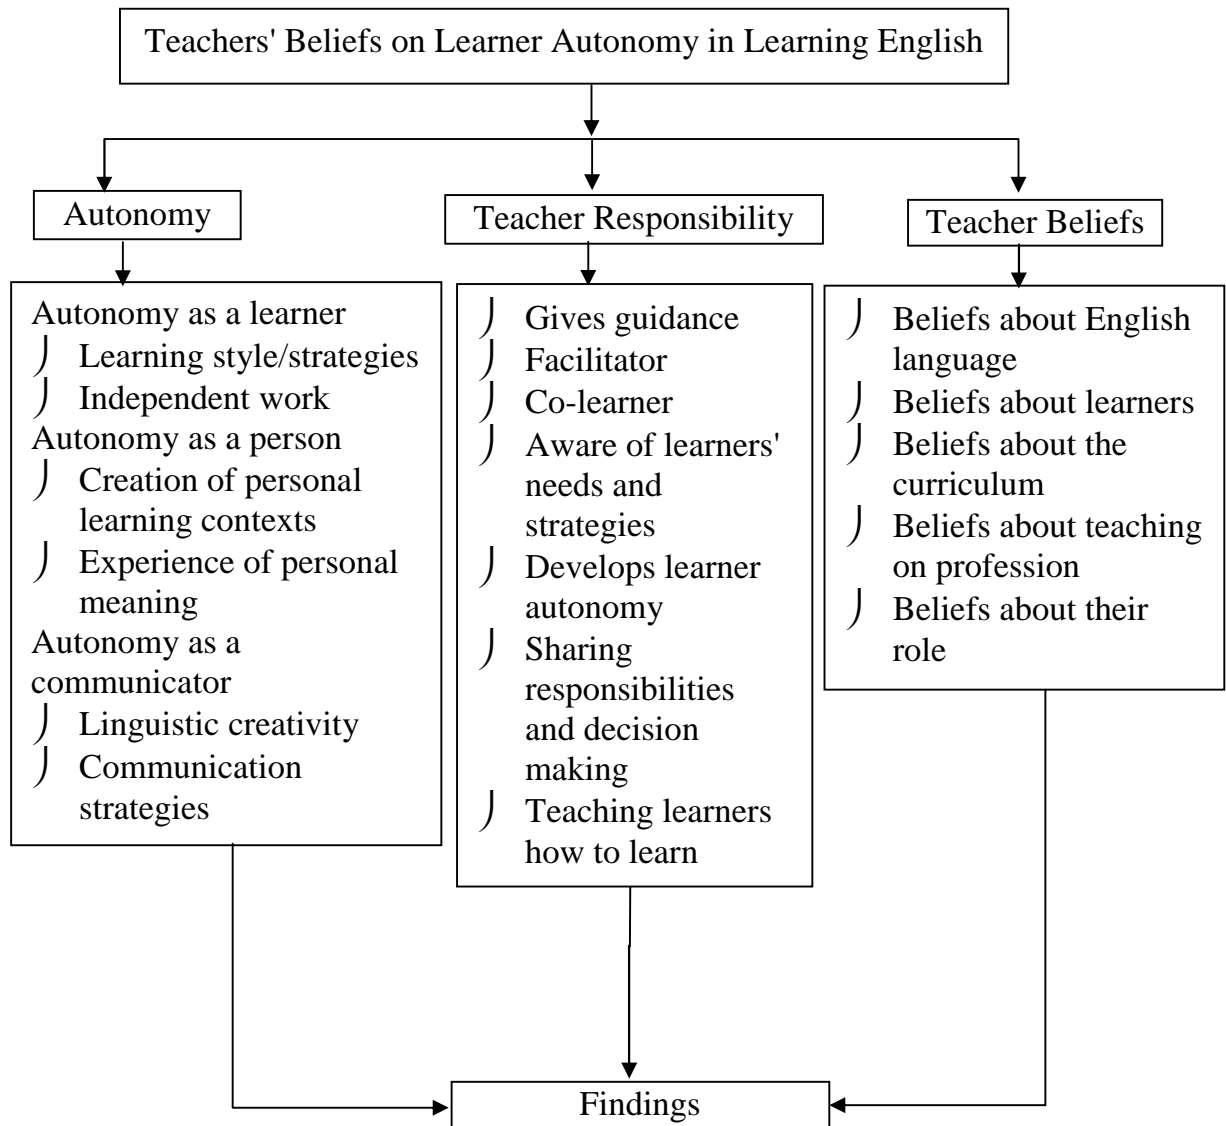 Teachers' Beliefs on Learner Autonomy in Learning English
Autonomy
Teacher Responsibility
Teacher Beliefs
Autonomy as a learner
⎠ Learning style/strategies
⎠ Independent work
Autonomy as a person
⎠ Creation of personal
learning contexts
⎠ Experience of personal
meaning
Autonomy as a
communicator
⎠ Linguistic creativity
⎠ Communication
strategies
⎠ Gives guidance
⎠ Facilitator
⎠ Co-learner
⎠ Aware of learners'
needs and
strategies
⎠ Develops learner
autonomy
⎠ Sharing
responsibilities
and decision
making
⎠ Teaching learners
how to learn
⎠ Beliefs about English
language
⎠ Beliefs about learners
⎠ Beliefs about the
curriculum
⎠ Beliefs about teaching
on profession
⎠ Beliefs about their
role
Findings